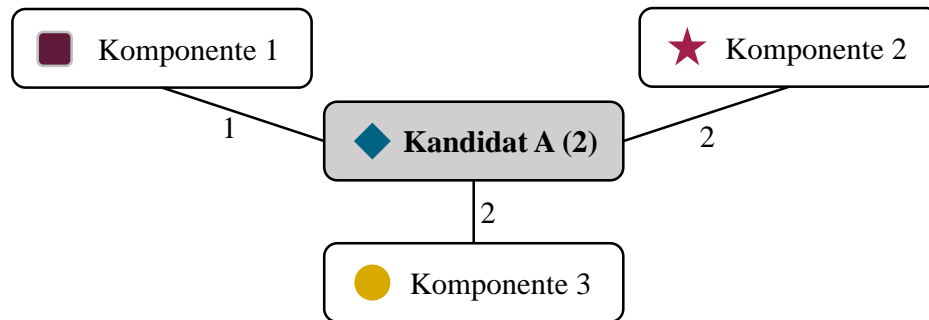 Komponente 1
Komponente 2
1
Kandidat A (2)
2
2
Komponente 3